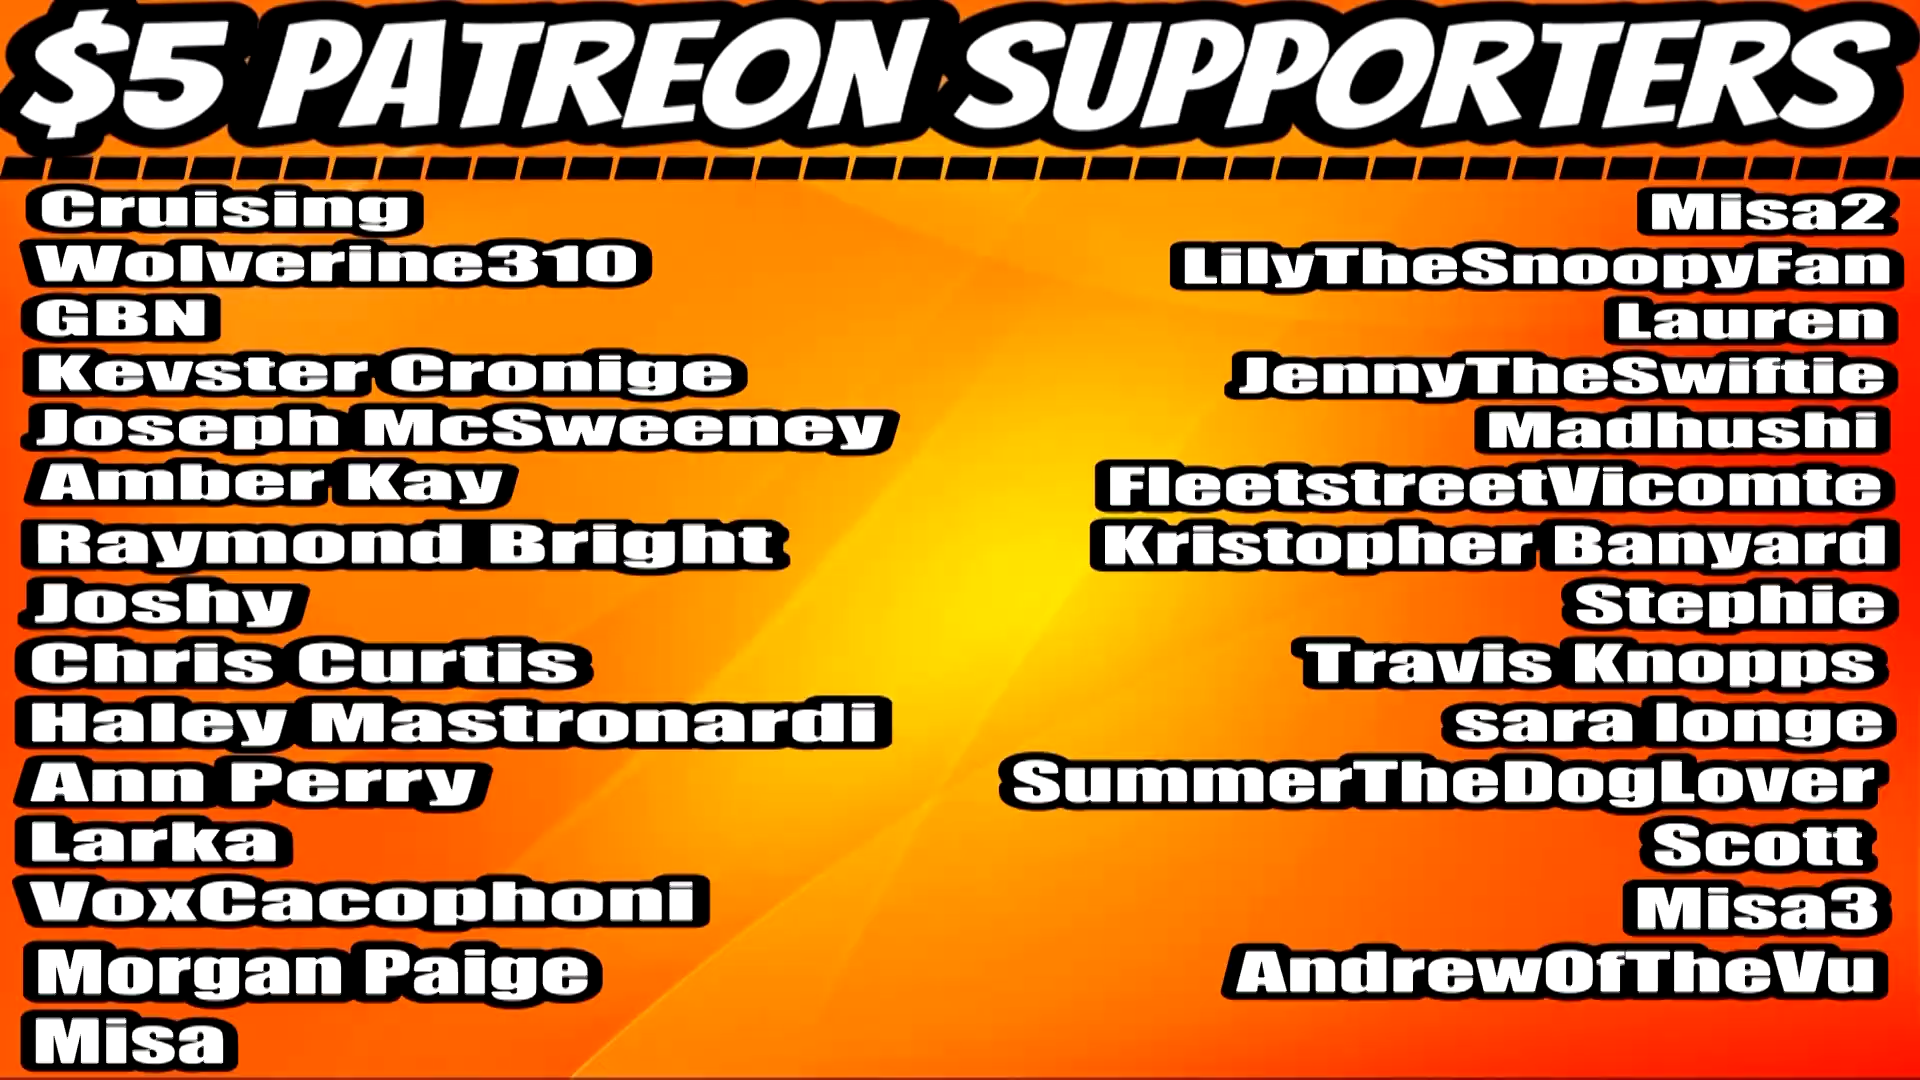 $5 PATREON SUPPORTERS
Cruising
Wolverine310
GBN
Kevster Cronige
Joseph McSweeney
Amber Kay
Raymond Bright
Joshy
Chris Curtis
Haley Mastronardi
Ann Perry
Larka
VoxCacophoni
Morgan Paige
Misa
Misa2
LilyTheSnoopyFan
Lauren
JennyTheSwiftie
Madhushi
FleetstreetVicomte
Kristopher Banyard
Stephie
Travis Knopps
sara longe
SummerTheDogLover
Scott
Misa3
AndrewOfTheVu